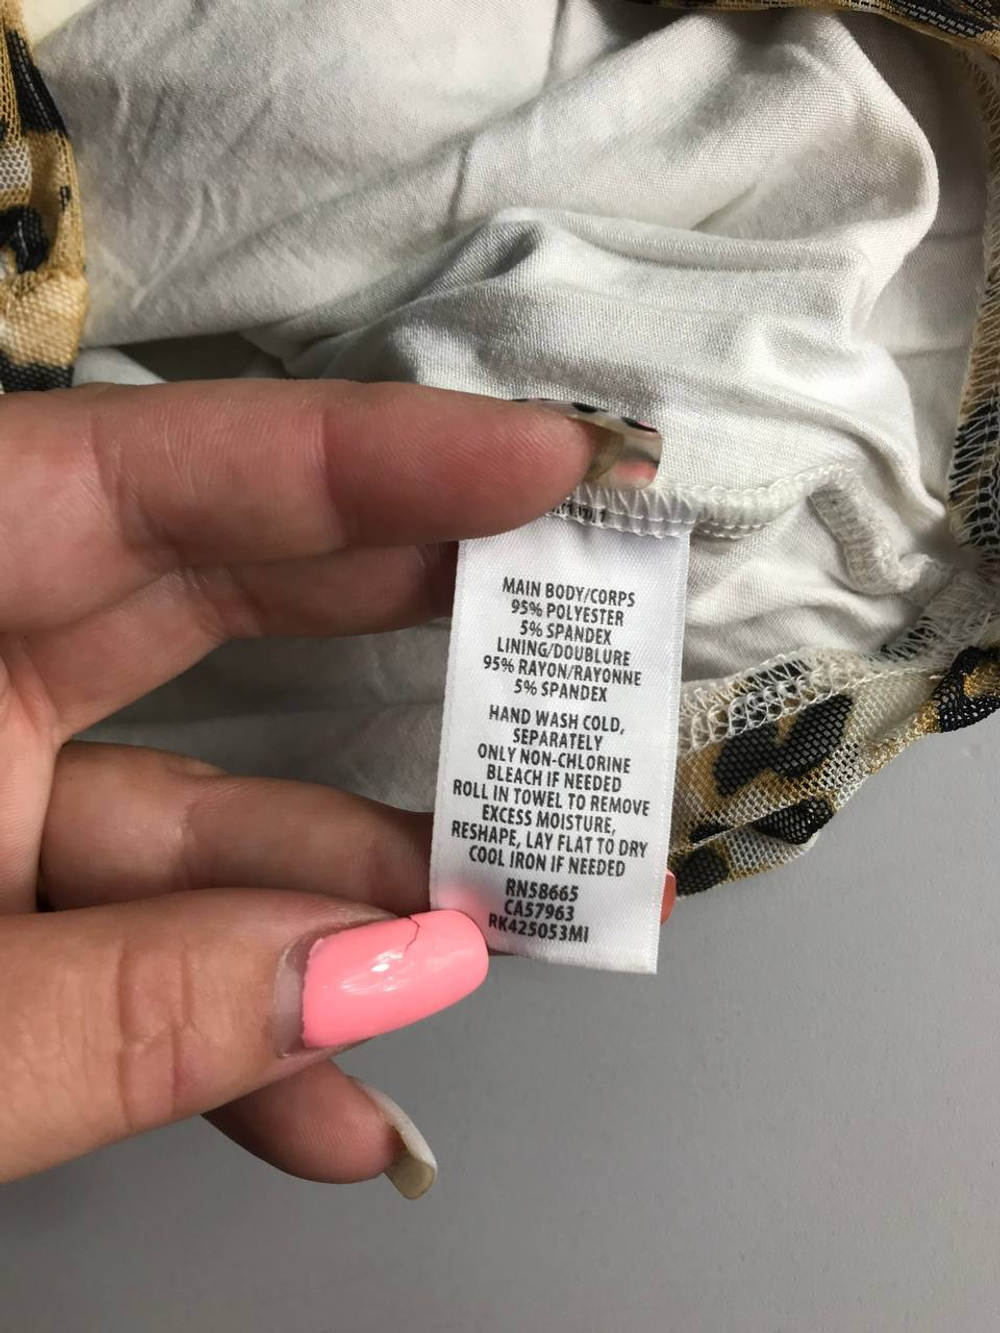 MAIN BODY/CORPS
95% POLYESTER
5% SPANDEX
LINING/DOUBLURE
95% RAYON/RAYONNE
5% SPANDEX
HAND WASH COLD,
SEPARATELY
ONLY NON-CHLORINE
BLEACH IF NEEDED
ROLL IN TOWEL TO REMOVE
EXCESS MOISTURE,
RESHAPE, LAY FLAT TO DRY
COOL IRON IF NEEDED
RN58665
CA57963
RK425053MI